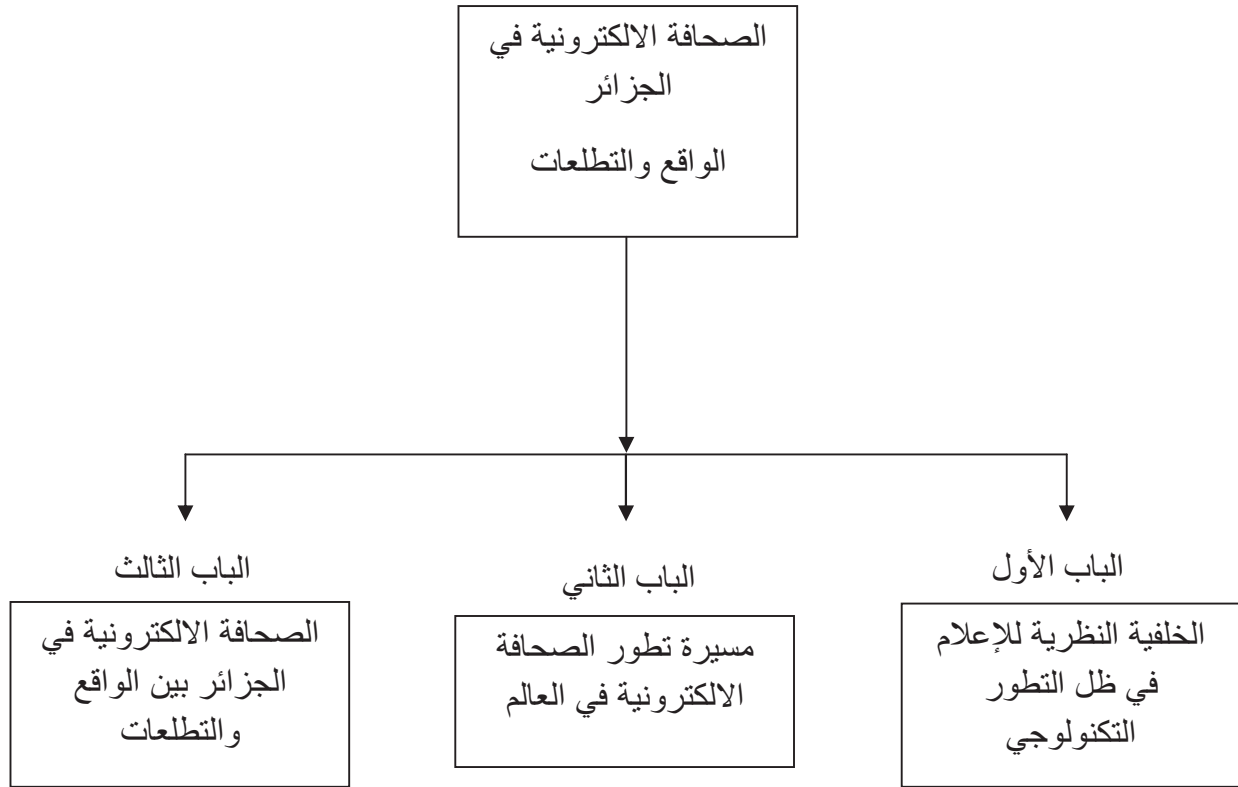 الصحافة الالكترونية في
الجزائر
الواقع والتطلعات
الباب الأول
الخلفية النظرية للإعلام
في ظل التطور
التكنولوجي
الباب الثاني
مسيرة تطور الصحافة
الالكترونية في العالم
الباب الثالث
الصحافة الالكترونية في
الجزائر بين الواقع
والتطلعات